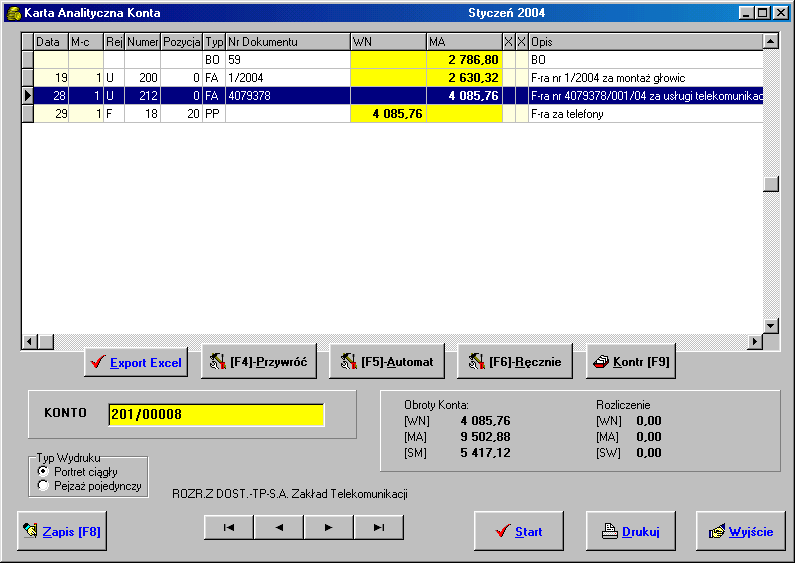 Karta Analityczna Konta Styczeń 2004
Data M-c Rej Numer Pozycja Typ Nr Dokumentu WN MA X X Opis
BO 59 2 786,80 BO
19 1 U 200 0 FA 1/2004 2 630,32 F-ra nr 1/2004 za montaż głowic
28 1 U 212 0 FA 4079378 4 085,76 F-ra nr 4079378/001/04 za usługi telekomunikac
29 1 F 18 20 PP 4 085,76 F-ra za telefony
Export Excel [F4]-Przywróć [F5]-Automat [F6]-Ręcznie Kontr [F9]
KONTO 201/00008
Obroty Konta: Rozliczenie
[WN] 4 085,76 [WN] 0,00
[MA] 9 502,88 [MA] 0,00
[SM] 5 417,12 [SW] 0,00
Typ Wydruku
Portret ciągły
Pejzaż pojedynczy
ROZR.Z DOST.-TP-S.A. Zakład Telekomunikacji
Zapis [F8] Start Drukuj Wyjście